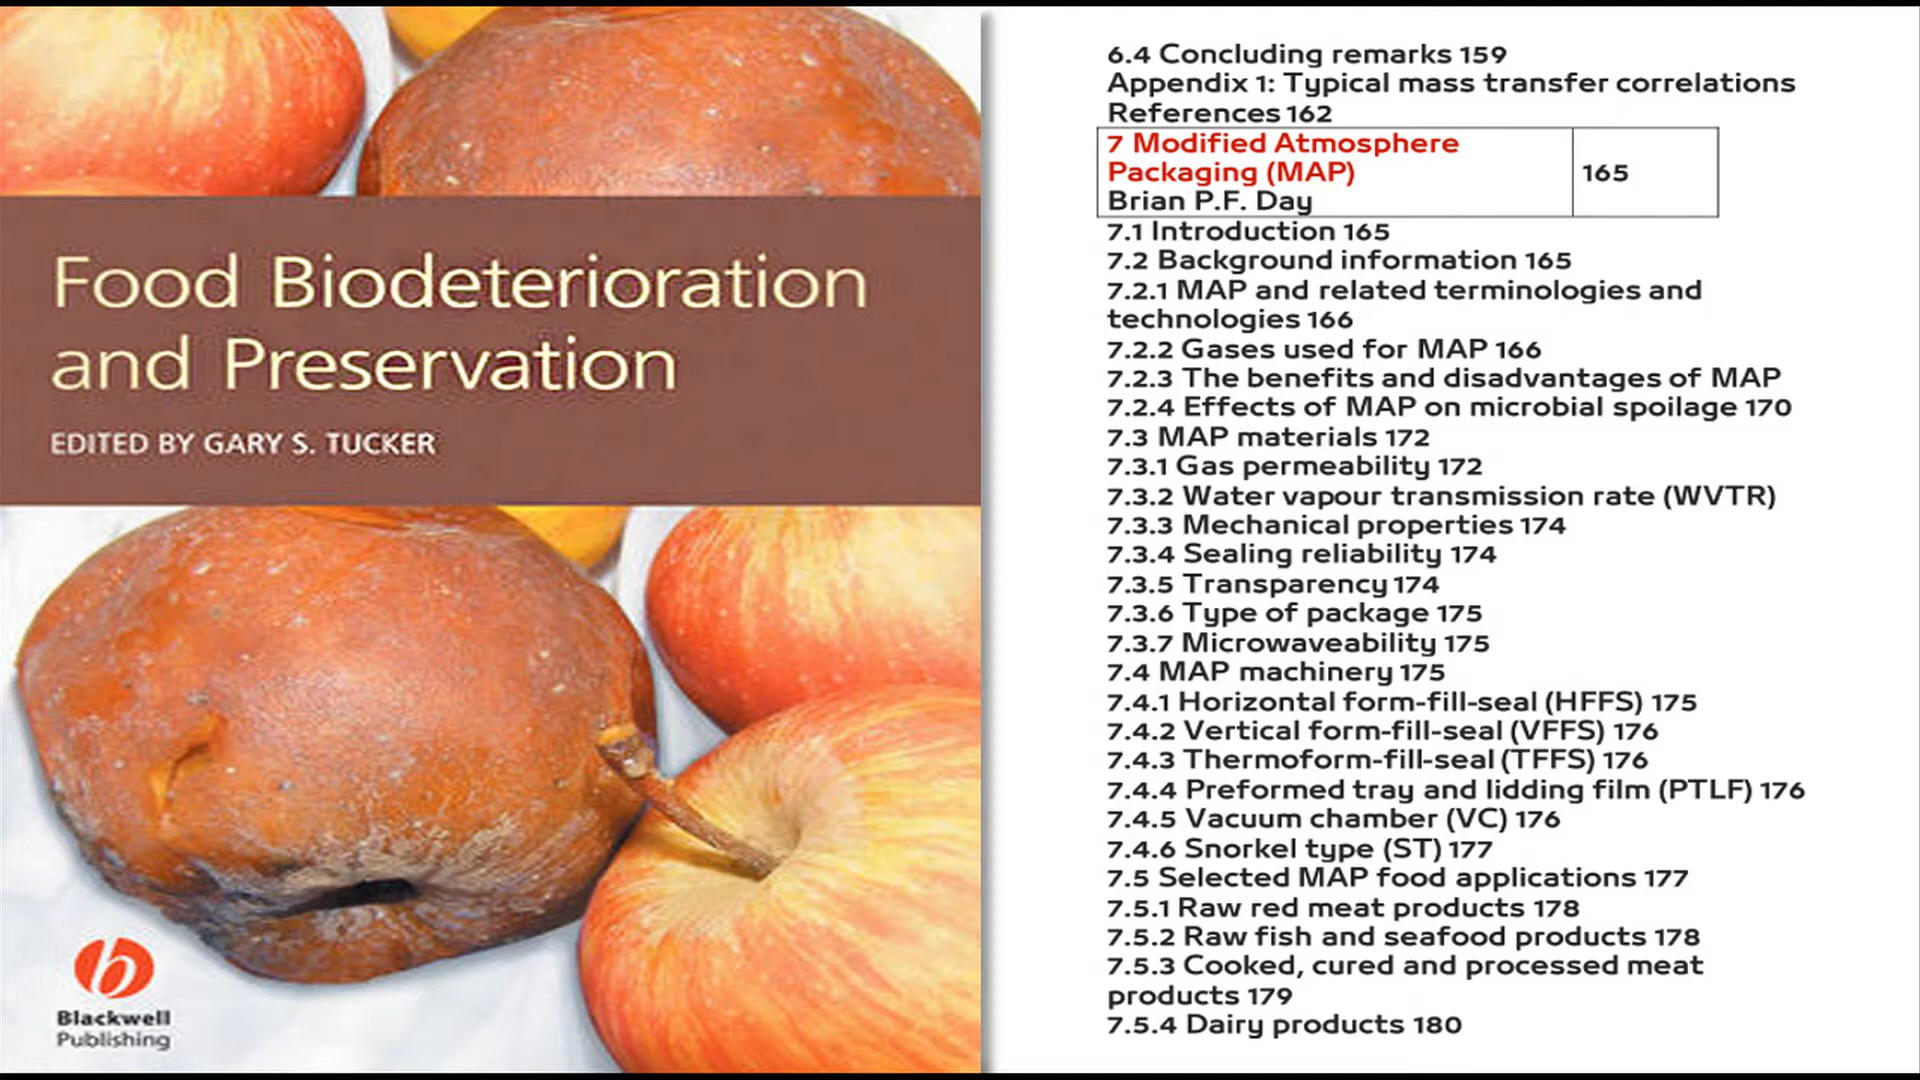 Food Biodeterioration
and Preservation
EDITED BY GARY S. TUCKER
Blackwell
Publishing
6.4 Concluding remarks 159
Appendix 1: Typical mass transfer correlations
References 162
7 Modified Atmosphere
Packaging (MAP)
Brian P.F. Day
165
7.1 Introduction 165
7.2 Background information 165
7.2.1 MAP and related terminologies and
technologies 166
7.2.2 Gases used for MAP 166
7.2.3 The benefits and disadvantages of MAP
7.2.4 Effects of MAP on microbial spoilage 170
7.3 MAP materials 172
7.3.1 Gas permeability 172
7.3.2 Water vapour transmission rate (WVTR)
7.3.3 Mechanical properties 174
7.3.4 Sealing reliability 174
7.3.5 Transparency 174
7.3.6 Type of package 175
7.3.7 Microwaveability 175
7.4 MAP machinery 175
7.4.1 Horizontal form-fill-seal (HFFS) 175
7.4.2 Vertical form-fill-seal (VFFS) 176
7.4.3 Thermoform-fill-seal (TFFS) 176
7.4.4 Preformed tray and lidding film (PTLF) 176
7.4.5 Vacuum chamber (VC) 176
7.4.6 Snorkel type (ST) 177
7.5 Selected MAP food applications 177
7.5.1 Raw red meat products 178
7.5.2 Raw fish and seafood products 178
7.5.3 Cooked, cured and processed meat
products 179
7.5.4 Dairy products 180